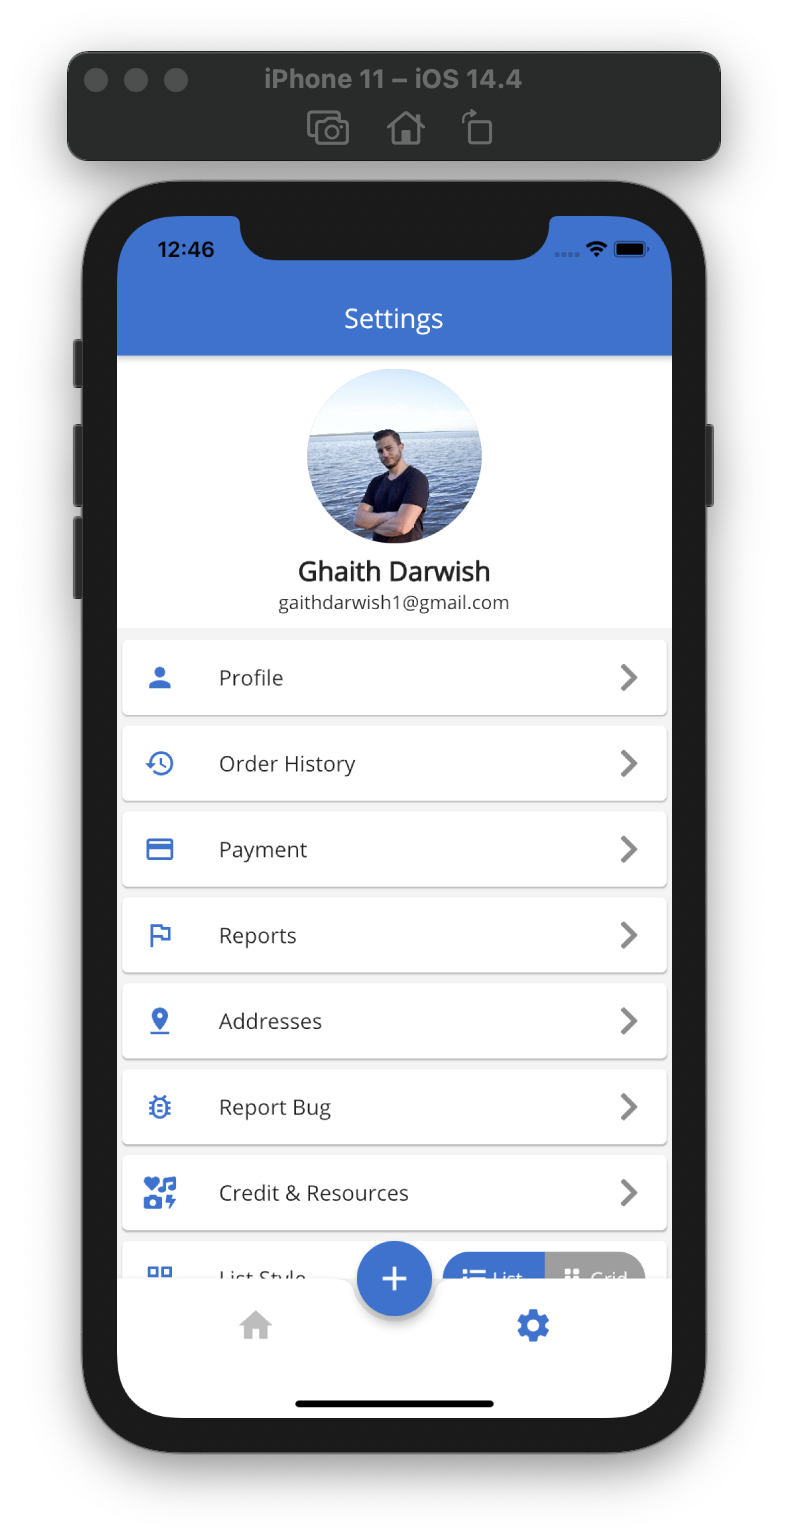 iPhone 11 – iOS 14.4
12:46
Settings
Ghaith Darwish
gaithdarwish1@gmail.com
Profile
Order History
Payment
Reports
Addresses
Report Bug
Credit & Resources
List Style
List
Grid